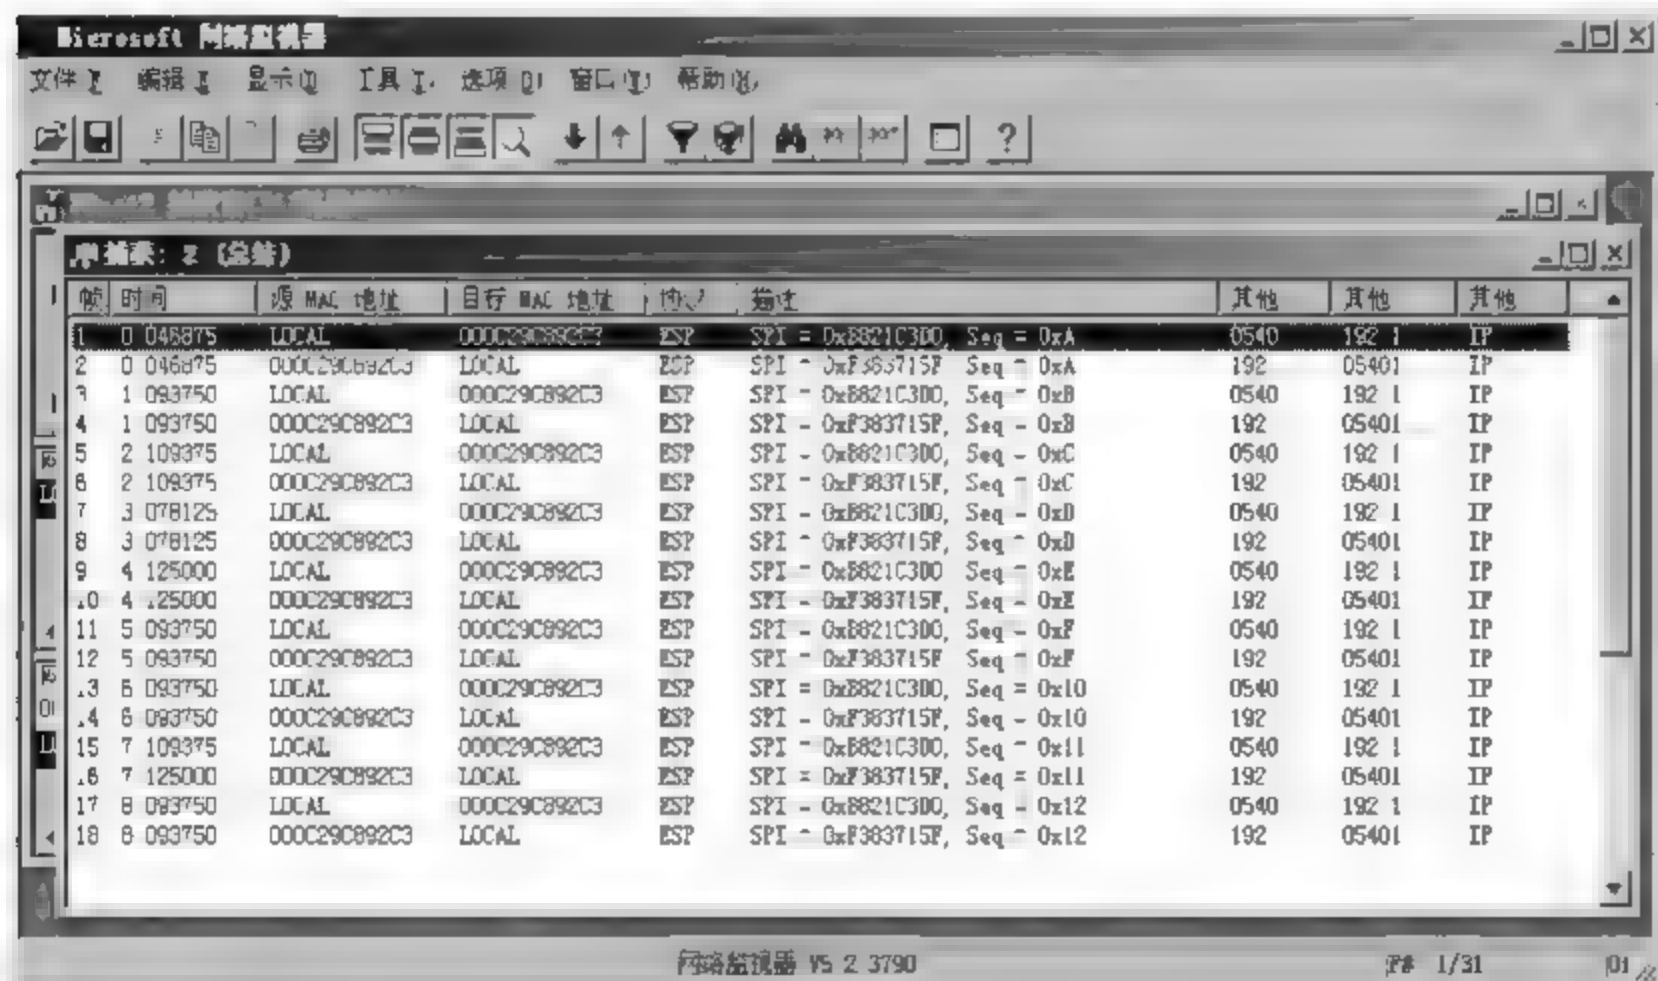 Microsoft 网络监视器
文件 编辑 显示 工具 选项 窗口 帮助
捕获: 2 (总结)
帧 时间 源 MAC 地址 目标 MAC 地址 协议 描述 其他 其他 其他
1 0 046875 LOCAL 000C29C892C3 ESP SPI = 0xB821C3D0, Seq = 0xA 0540 192 1 IP
2 0 046875 000C29C892C3 LOCAL ESP SPI = 0xF383715F Seq = 0xA 192 05401 IP
3 1 093750 LOCAL 000C29C892C3 ESP SPI = 0xB821C3D0, Seq = 0xB 0540 192 1 IP
4 1 093750 000C29C892C3 LOCAL ESP SPI = 0xF383715F, Seq = 0xB 192 05401 IP
5 2 109375 LOCAL 000C29C892C3 ESP SPI = 0xB821C3D0, Seq = 0xC 0540 192 1 IP
6 2 109375 000C29C892C3 LOCAL ESP SPI = 0xF383715F, Seq = 0xC 192 05401 IP
7 3 078125 LOCAL 000C29C892C3 ESP SPI = 0xB821C3D0, Seq = 0xD 0540 192 1 IP
8 3 078125 000C29C892C3 LOCAL ESP SPI = 0xF383715F, Seq = 0xD 192 05401 IP
9 4 125000 LOCAL 000C29C892C3 ESP SPI = 0xB821C3D0 Seq = 0xE 0540 192 1 IP
10 4 125000 000C29C892C3 LOCAL ESP SPI = 0xF383715F, Seq = 0xE 192 05401 IP
11 5 093750 LOCAL 000C29C892C3 ESP SPI = 0xB821C3D0, Seq = 0xF 0540 192 1 IP
12 5 093750 000C29C892C3 LOCAL ESP SPI = 0xF383715F Seq = 0xF 192 05401 IP
13 6 093750 LOCAL 000C29C892C3 ESP SPI = 0xB821C3D0, Seq = 0x10 0540 192 1 IP
14 6 093750 000C29C892C3 LOCAL ESP SPI = 0xF383715F, Seq = 0x10 192 05401 IP
15 7 109375 LOCAL 000C29C892C3 ESP SPI = 0xB821C3D0, Seq = 0x11 0540 192 1 IP
16 7 125000 000C29C892C3 LOCAL ESP SPI = 0xF383715F, Seq = 0x11 192 05401 IP
17 8 093750 LOCAL 000C29C892C3 ESP SPI = 0xB821C3D0, Seq = 0x12 0540 192 1 IP
18 8 093750 000C29C892C3 LOCAL ESP SPI = 0xF383715F, Seq = 0x12 192 05401 IP
网络监视器 V5 2 3790 F# 1/31